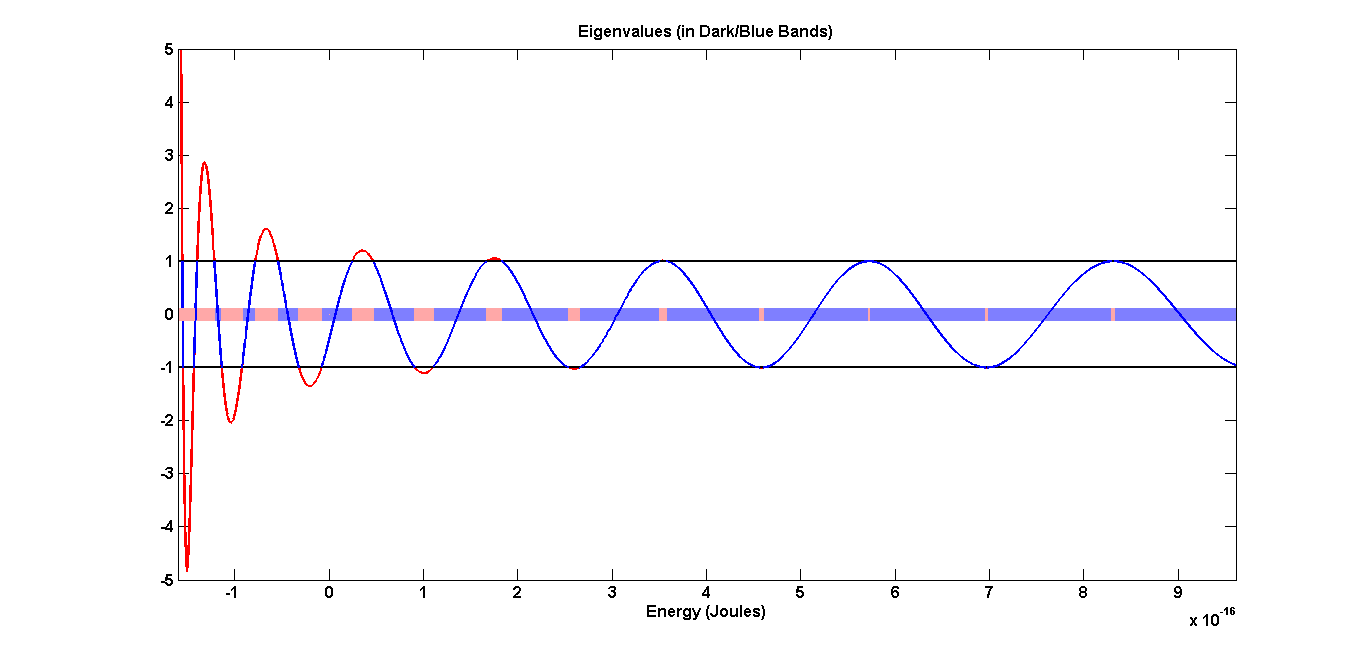 Eigenvalues (in Dark/Blue Bands)
5
4
3
2
1
0
-1
-2
-3
-4
-5
-1 0 1 2 3 4 5 6 7 8 9
Energy (Joules)
x 10^-16